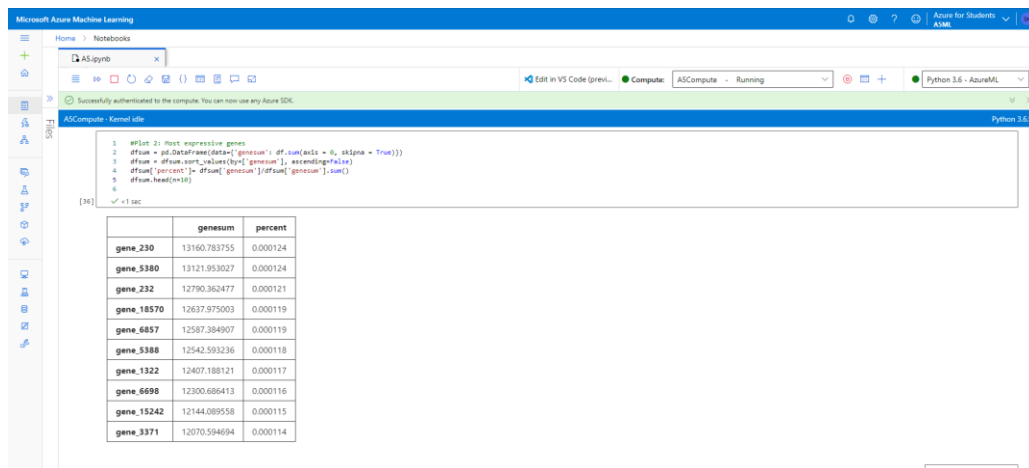 Microsoft Azure Machine Learning
Azure for Students
ASML
Home > Notebooks
A5.ipynb
Edit in VS Code (previ... Compute: A5Compute - Running Python 3.6 - AzureML
Successfully authenticated to the compute. You can now use any Azure SDK.
Files
A5Compute - Kernel idle Python 3.6
1 #Plot 2: Most expressive genes
2 dfsum = pd.DataFrame(data={'genesum': df.sum(axis = 0, skipna = True)})
3 dfsum = dfsum.sort_values(by=['genesum'], ascending=False)
4 dfsum['percent']= dfsum['genesum']/dfsum['genesum'].sum()
5 dfsum.head(n=10)
6
[36] <1 sec
genesum percent
gene_230 13160.783755 0.000124
gene_5380 13121.953027 0.000124
gene_232 12790.362477 0.000121
gene_18570 12637.975003 0.000119
gene_6857 12587.384907 0.000119
gene_5388 12542.593236 0.000118
gene_1322 12407.188121 0.000117
gene_6698 12300.686413 0.000116
gene_15242 12144.089558 0.000115
gene_3371 12070.594694 0.000114